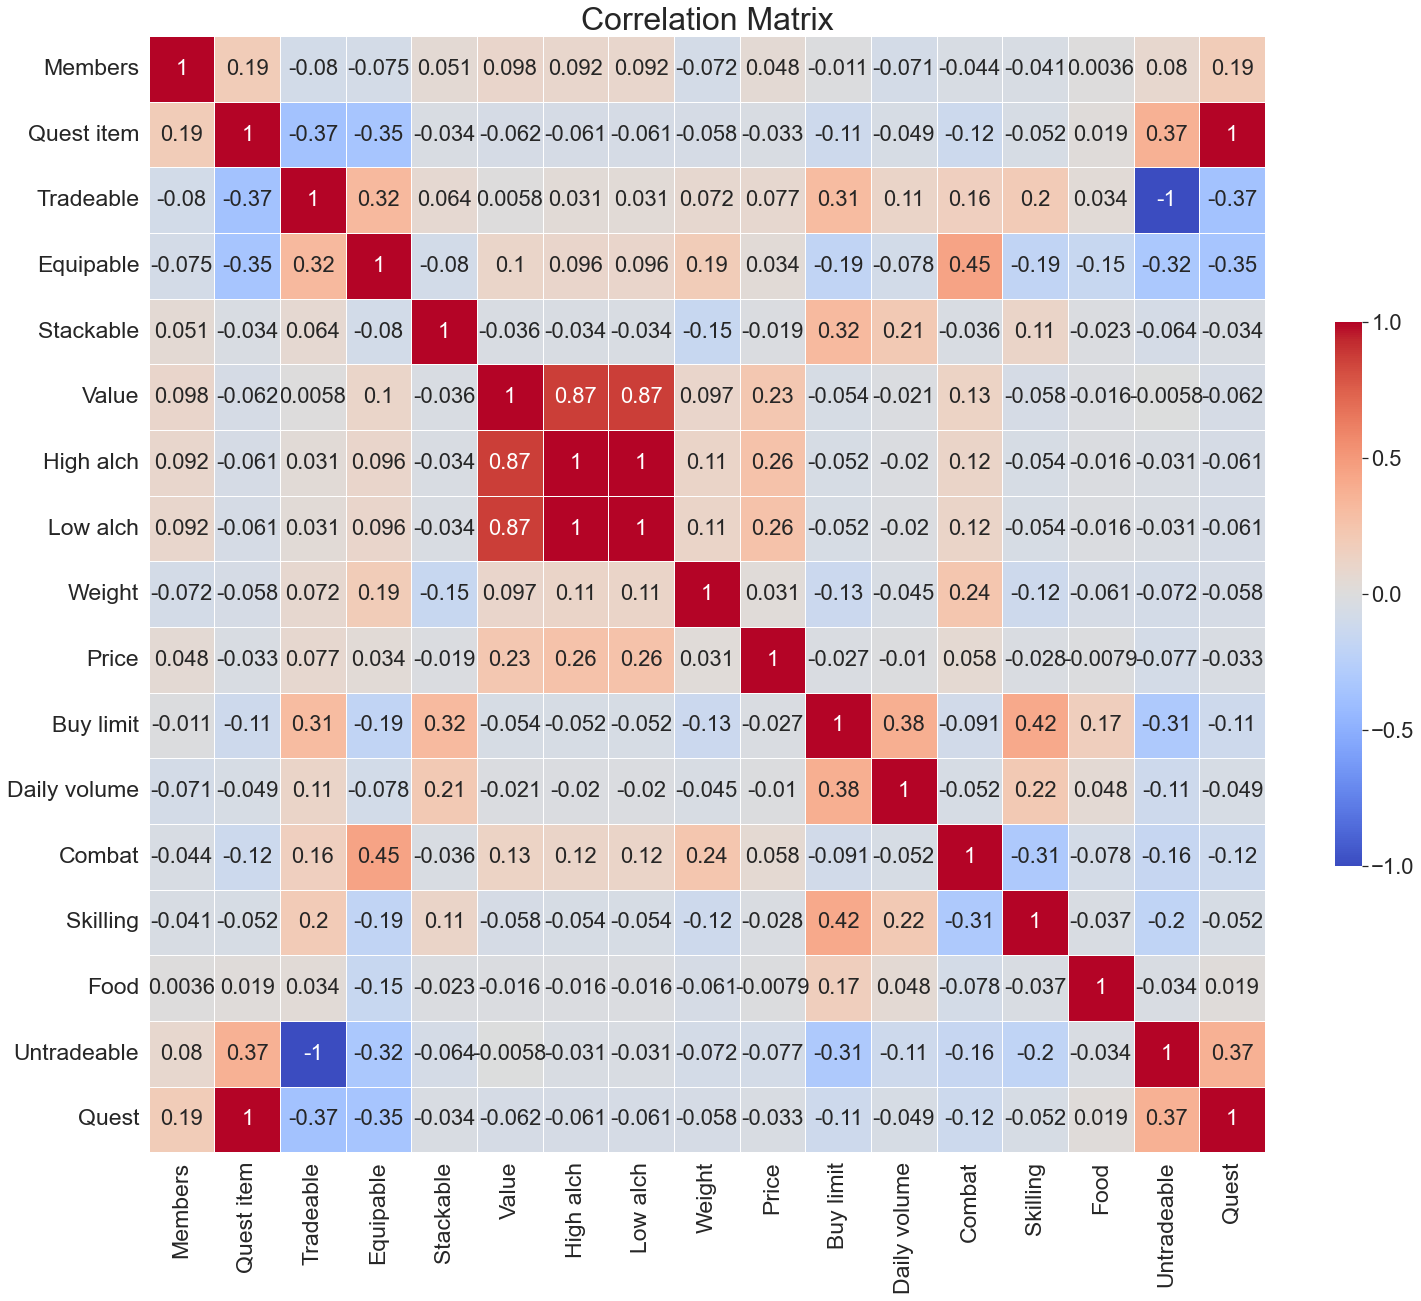 Correlation Matrix
Members 1 0.19 -0.08 -0.075 0.051 0.098 0.092 0.092 -0.072 0.048 -0.011 -0.071 -0.044 -0.041 0.0036 0.08 0.19
Quest item 0.19 1 -0.37 -0.35 -0.034 -0.062 -0.061 -0.061 -0.058 -0.033 -0.11 -0.049 -0.12 -0.052 0.019 0.37 1
Tradeable -0.08 -0.37 1 0.32 0.064 0.0058 0.031 0.031 0.072 0.077 0.31 0.11 0.16 0.2 0.034 -1 -0.37
Equipable -0.075 -0.35 0.32 1 -0.08 0.1 0.096 0.096 0.19 0.034 -0.19 -0.078 0.45 -0.19 -0.15 -0.32 -0.35
Stackable 0.051 -0.034 0.064 -0.08 1 -0.036 -0.034 -0.034 -0.15 -0.019 0.32 0.21 -0.036 0.11 -0.023 -0.064 -0.034
1.0
Value 0.098 -0.062 0.0058 0.1 -0.036 1 0.87 0.87 0.097 0.23 -0.054 -0.021 0.13 -0.058 -0.016 -0.0058 -0.062
High alch 0.092 -0.061 0.031 0.096 -0.034 0.87 1 1 0.11 0.26 -0.052 -0.02 0.12 -0.054 -0.016 -0.031 -0.061
0.5
Low alch 0.092 -0.061 0.031 0.096 -0.034 0.87 1 1 0.11 0.26 -0.052 -0.02 0.12 -0.054 -0.016 -0.031 -0.061
Weight -0.072 -0.058 0.072 0.19 -0.15 0.097 0.11 0.11 1 0.031 -0.13 -0.045 0.24 -0.12 -0.061 -0.072 -0.058
0.0
Price 0.048 -0.033 0.077 0.034 -0.019 0.23 0.26 0.26 0.031 1 -0.027 -0.01 0.058 -0.028 -0.0079 -0.077 -0.033
Buy limit -0.011 -0.11 0.31 -0.19 0.32 -0.054 -0.052 -0.052 -0.13 -0.027 1 0.38 -0.091 0.42 0.17 -0.31 -0.11
−0.5
Daily volume -0.071 -0.049 0.11 -0.078 0.21 -0.021 -0.02 -0.02 -0.045 -0.01 0.38 1 -0.052 0.22 0.048 -0.11 -0.049
Combat -0.044 -0.12 0.16 0.45 -0.036 0.13 0.12 0.12 0.24 0.058 -0.091 -0.052 1 -0.31 -0.078 -0.16 -0.12
−1.0
Skilling -0.041 -0.052 0.2 -0.19 0.11 -0.058 -0.054 -0.054 -0.12 -0.028 0.42 0.22 -0.31 1 -0.037 -0.2 -0.052
Food 0.0036 0.019 0.034 -0.15 -0.023 -0.016 -0.016 -0.016 -0.061 -0.0079 0.17 0.048 -0.078 -0.037 1 -0.034 0.019
Untradeable 0.08 0.37 -1 -0.32 -0.064 -0.0058 -0.031 -0.031 -0.072 -0.077 -0.31 -0.11 -0.16 -0.2 -0.034 1 0.37
Quest 0.19 1 -0.37 -0.35 -0.034 -0.062 -0.061 -0.061 -0.058 -0.033 -0.11 -0.049 -0.12 -0.052 0.019 0.37 1
Members Quest item Tradeable Equipable Stackable Value High alch Low alch Weight Price Buy limit Daily volume Combat Skilling Food Untradeable Quest